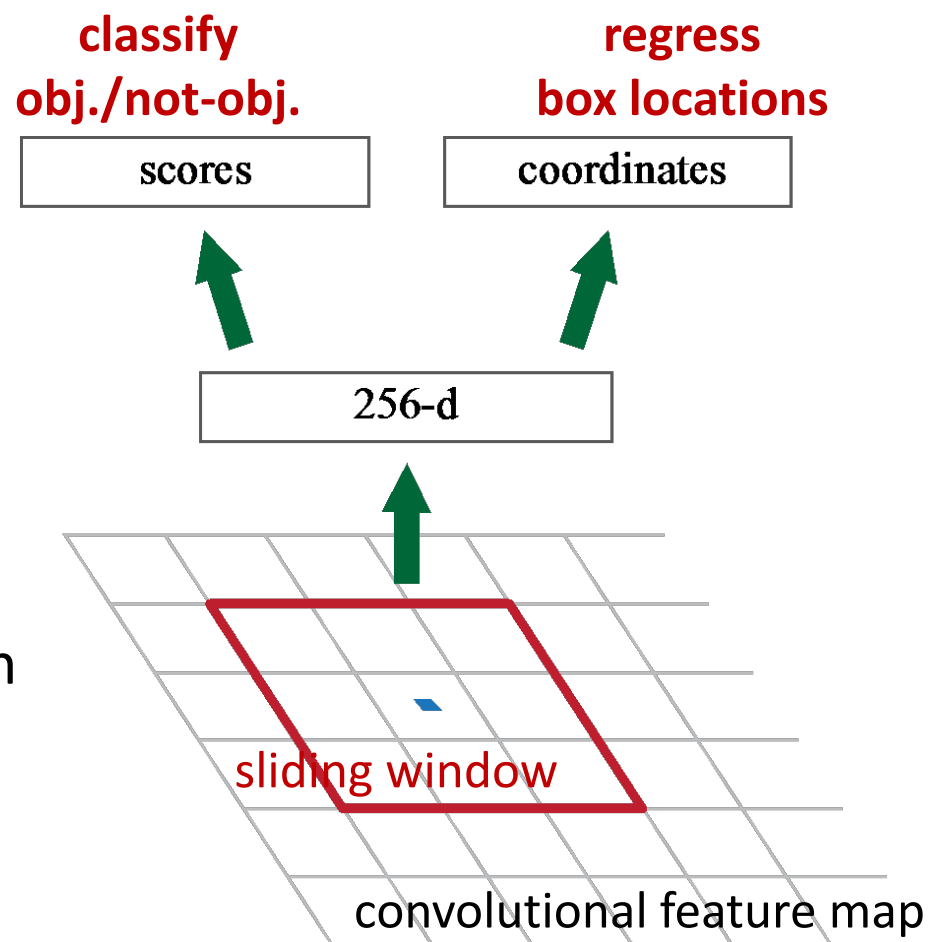 classify
obj./not-obj.
regress
box locations
scores
coordinates
256-d
n
sliding window
convolutional feature map